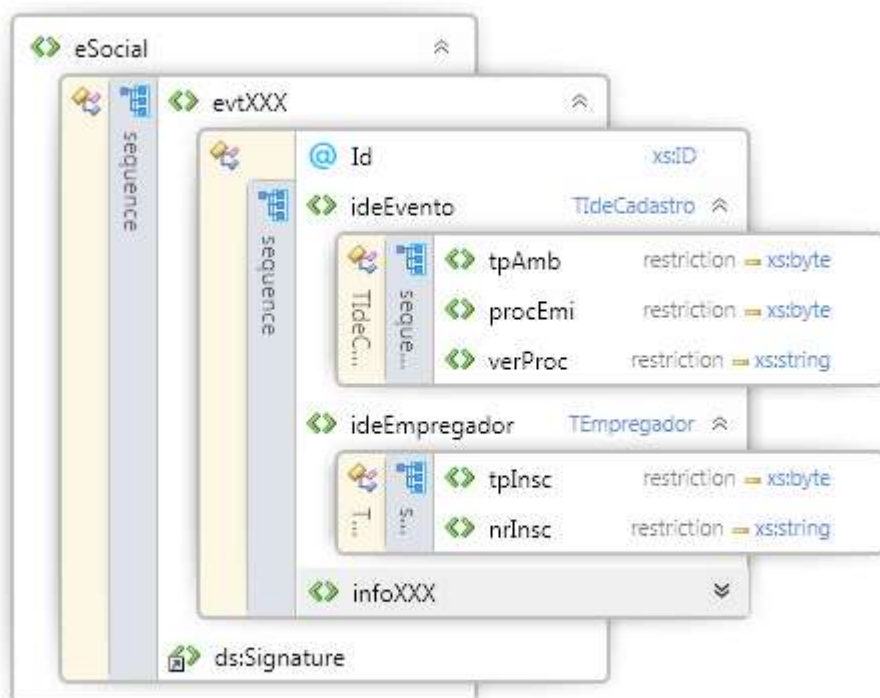 eSocial
evtXXX
sequence
@ Id xs:ID
ideEvento TIdeCadastro
sequence
TIdeC...
seque...
tpAmb restriction xs:byte
procEmi restriction xs:byte
verProc restriction xs:string
ideEmpregador TEmpregador
T...
s...
tpInsc restriction xs:byte
nrInsc restriction xs:string
infoXXX
ds:Signature